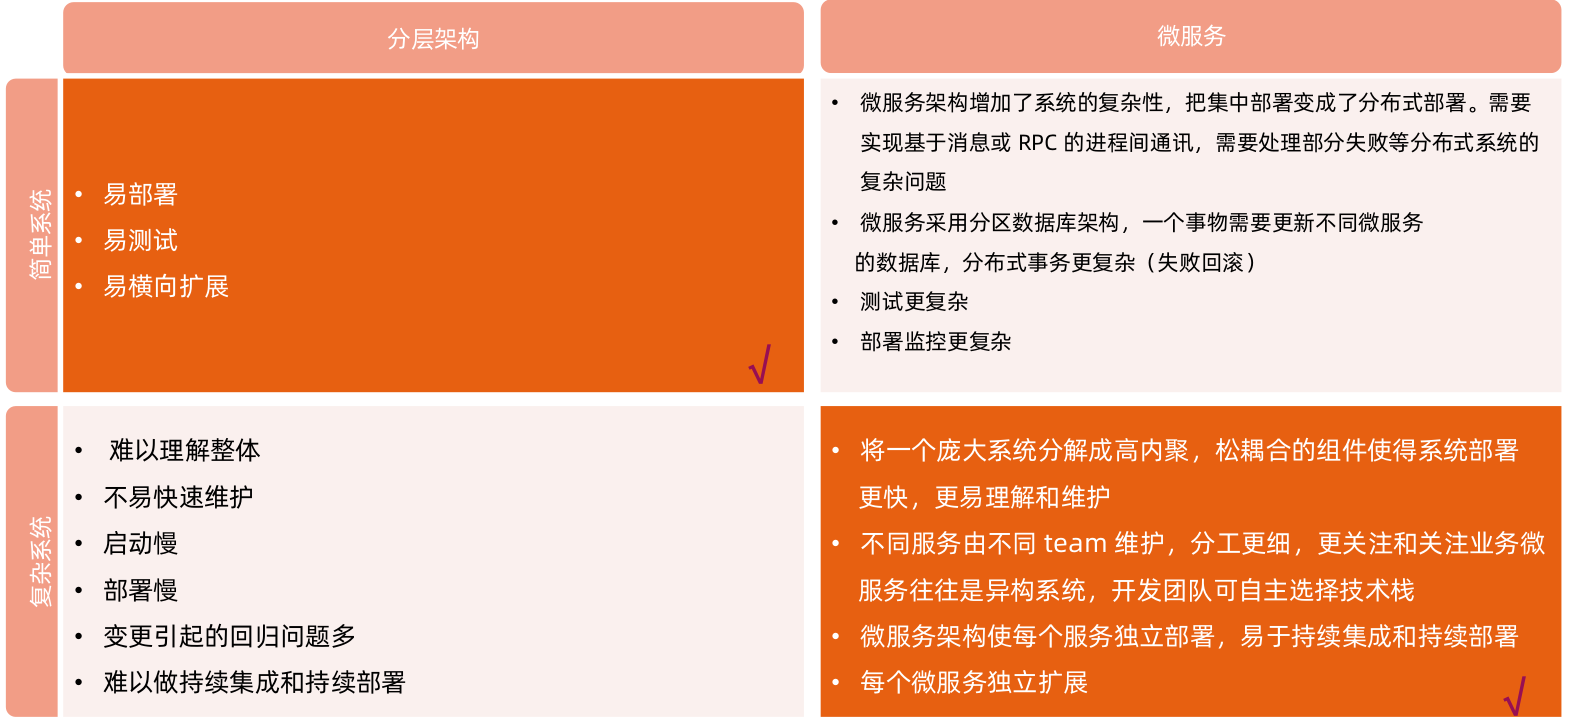 分层架构
微服务
简单系统
• 易部署
• 易测试
• 易横向扩展
√
• 微服务架构增加了系统的复杂性，把集中部署变成了分布式部署。需要
实现基于消息或 RPC 的进程间通讯，需要处理部分失败等分布式系统的
复杂问题
• 微服务采用分区数据库架构，一个事物需要更新不同微服务
的数据库，分布式事务更复杂（失败回滚）
• 测试更复杂
• 部署监控更复杂
复杂系统
• 难以理解整体
• 不易快速维护
• 启动慢
• 部署慢
• 变更引起的回归问题多
• 难以做持续集成和持续部署
• 将一个庞大系统分解成高内聚，松耦合的组件使得系统部署
更快，更易理解和维护
• 不同服务由不同 team 维护，分工更细，更关注和关注业务微
服务往往是异构系统，开发团队可自主选择技术栈
• 微服务架构使每个服务独立部署，易于持续集成和持续部署
• 每个微服务独立扩展
√